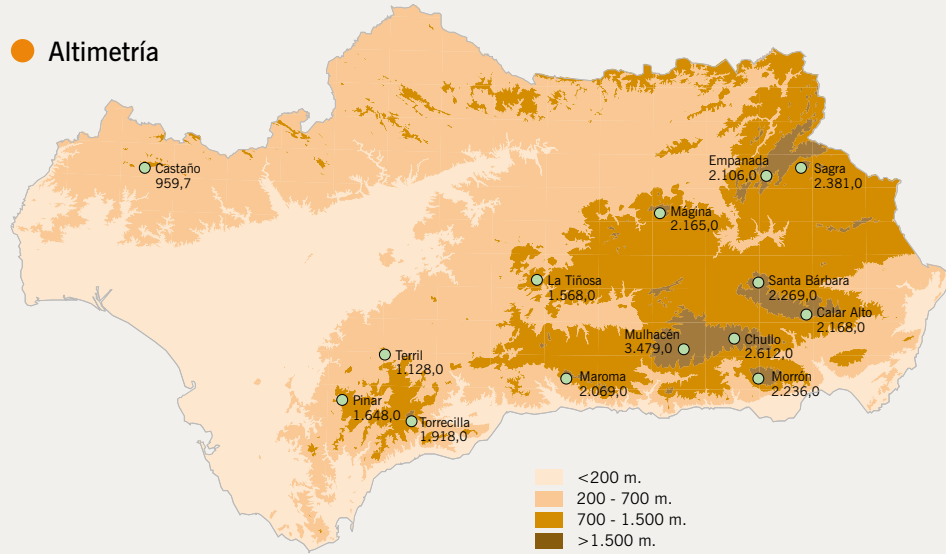 Altimetría
Castaño
959,7
Empanada
2.106,0
Sagra
2.381,0
Mágina
2.165,0
La Tiñosa
1.568,0
Santa Bárbara
2.269,0
Calar Alto
2.168,0
Mulhacén
3.479,0
Chullo
2.612,0
Terril
1.128,0
Maroma
2.069,0
Morrón
2.236,0
Pinar
1.648,0
Torrecilla
1.918,0
<200 m.
200 - 700 m.
700 - 1.500 m.
>1.500 m.